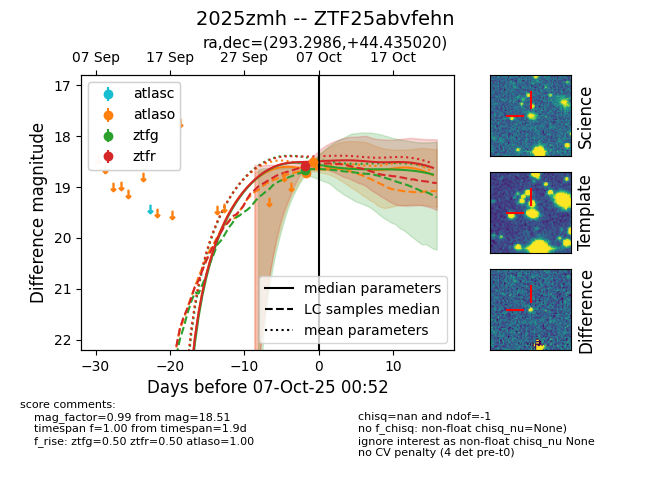 2025zmh -- ZTF25abvfehn
ra,dec=(293.2986,+44.435020)
07 Sep 17 Sep 27 Sep 07 Oct 17 Oct
17
18
19
20
21
22
Difference magnitude
atlasc
atlaso
ztfg
ztfr
median parameters
LC samples median
mean parameters
−30 −20 −10 0 10
Days before 07-Oct-25 00:52
Science
Template
Difference
score comments:
mag_factor=0.99 from mag=18.51
timespan f=1.00 from timespan=1.9d
f_rise: ztfg=0.50 ztfr=0.50 atlaso=1.00
chisq=nan and ndof=-1
no f_chisq: non-float chisq_nu=None)
ignore interest as non-float chisq_nu None
no CV penalty (4 det pre-t0)